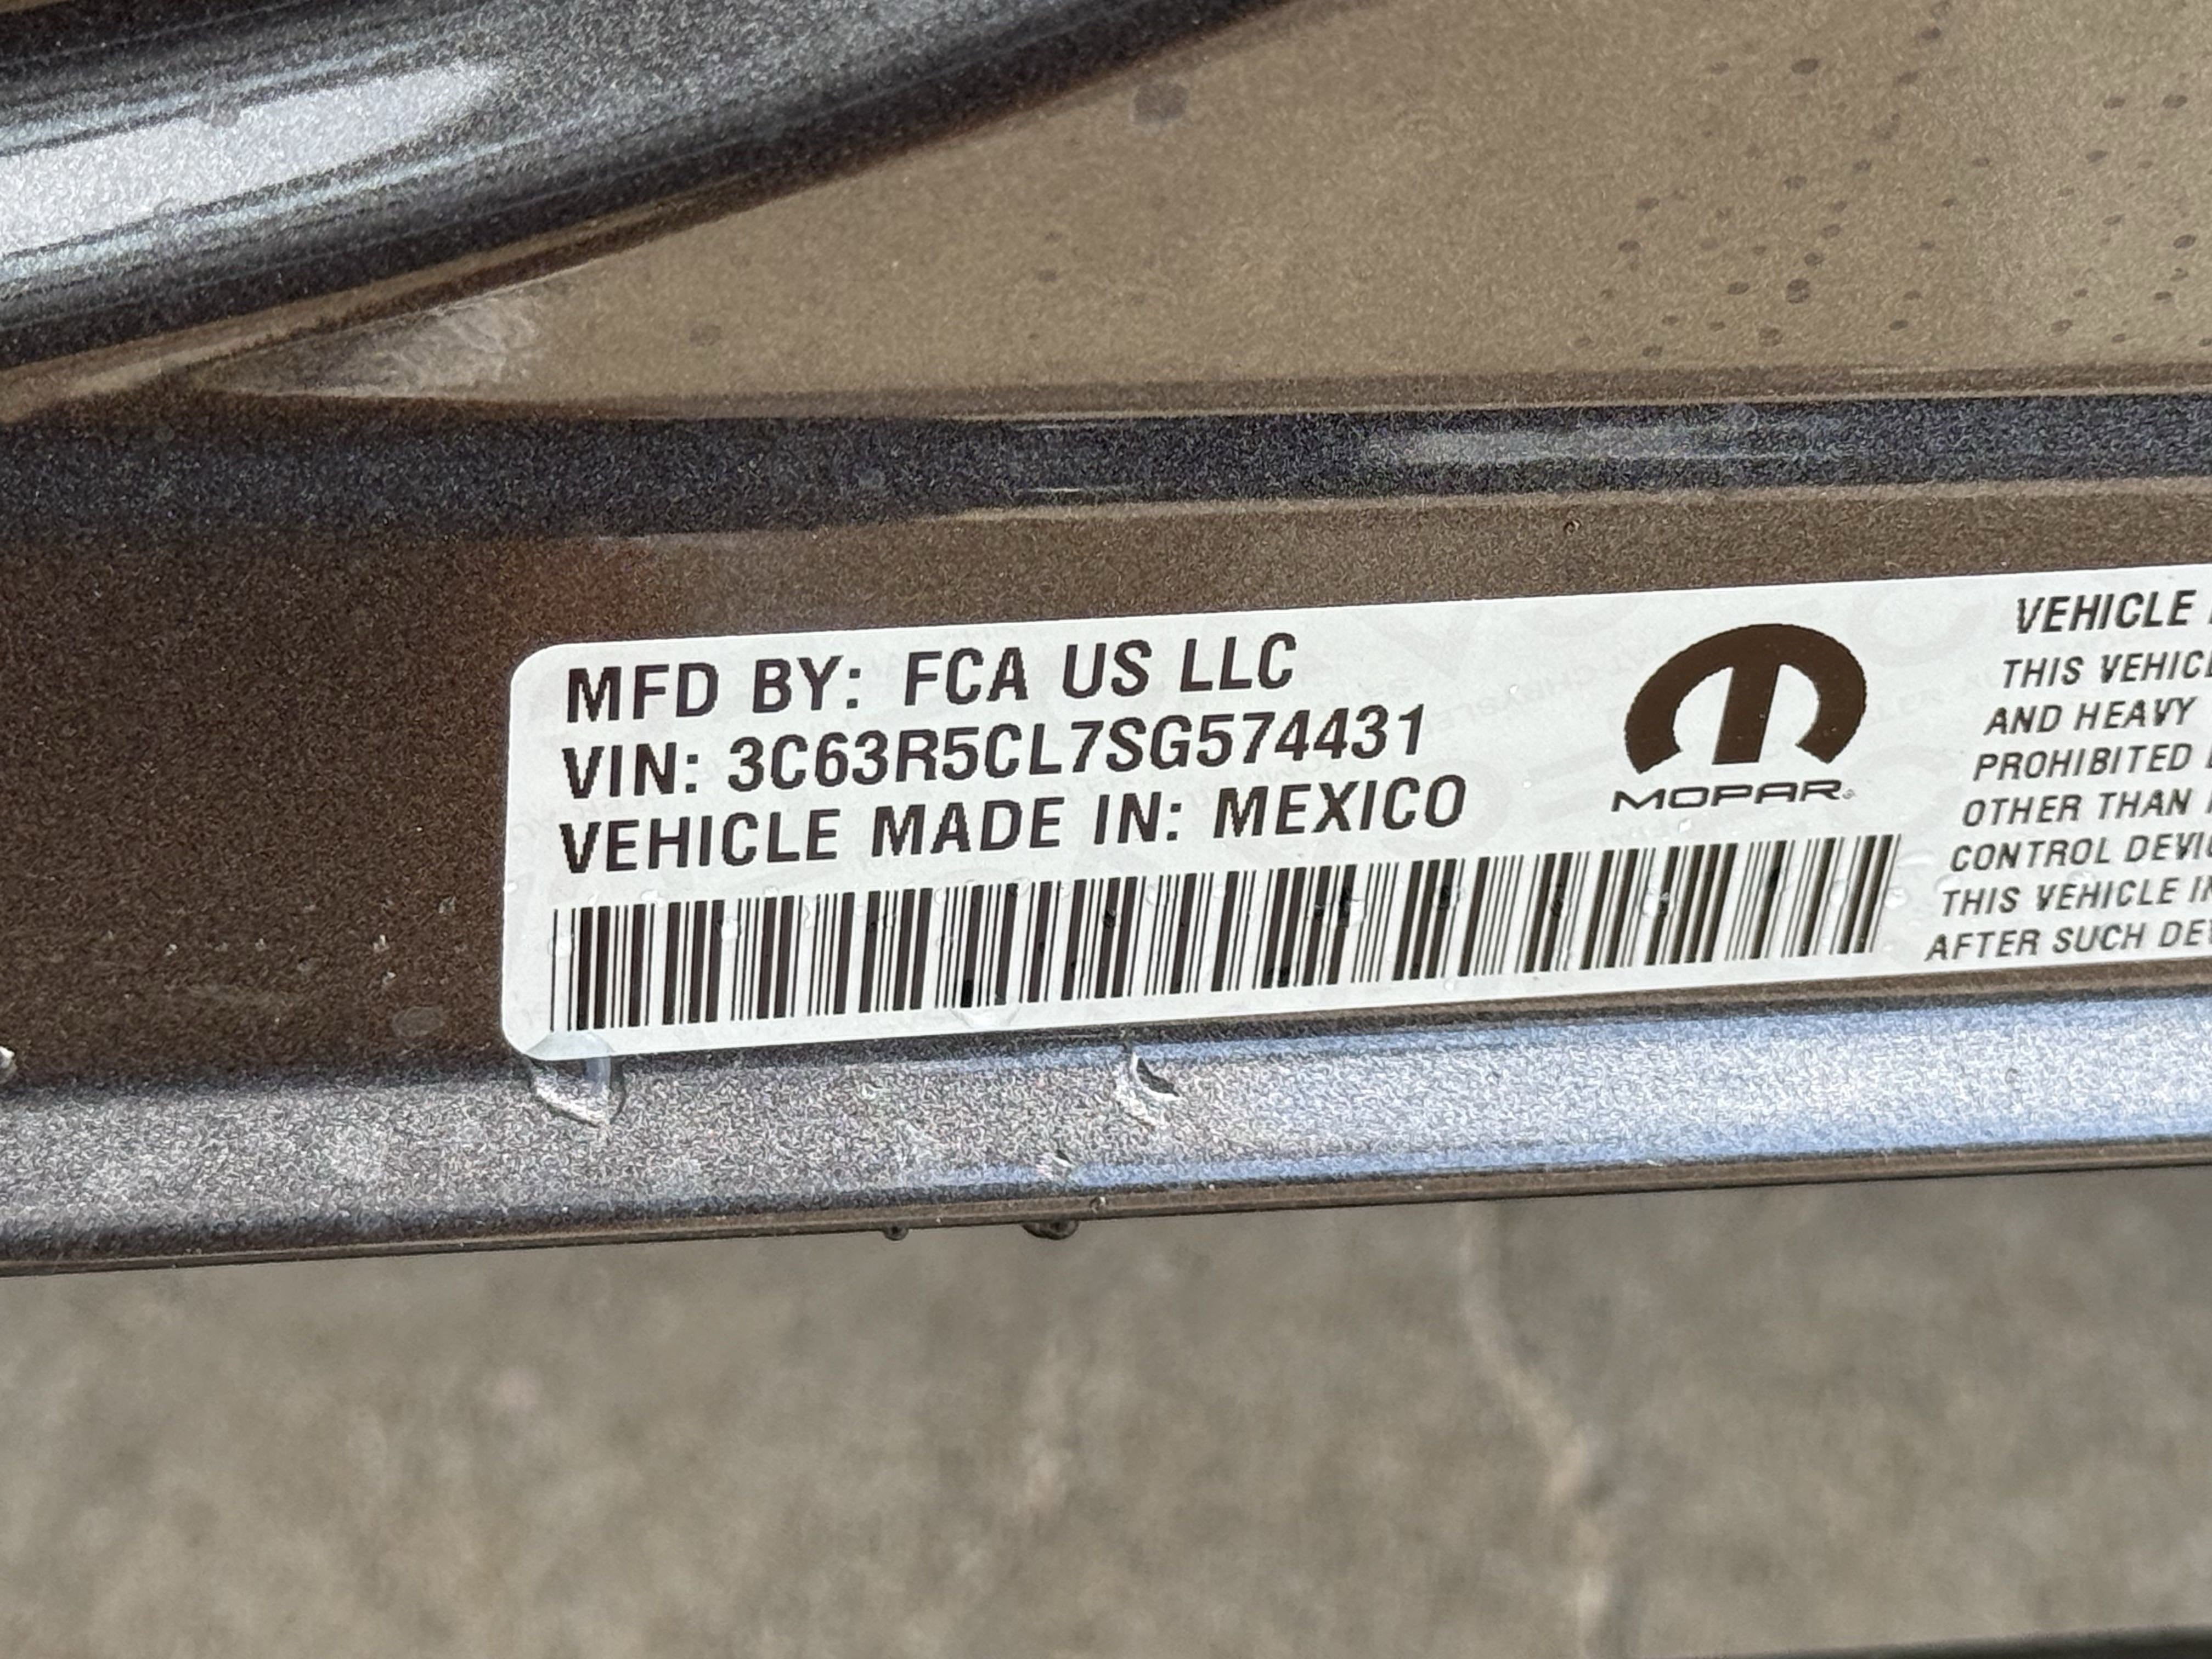 MFD BY: FCA US LLC
VIN: 3C63R5CL7SG574431
VEHICLE MADE IN: MEXICO
MOPAR®
VEHICLE
THIS VEHICL
AND HEAVY
PROHIBITED
OTHER THAN
CONTROL DEVI
THIS VEHICLE
AFTER SUCH DE